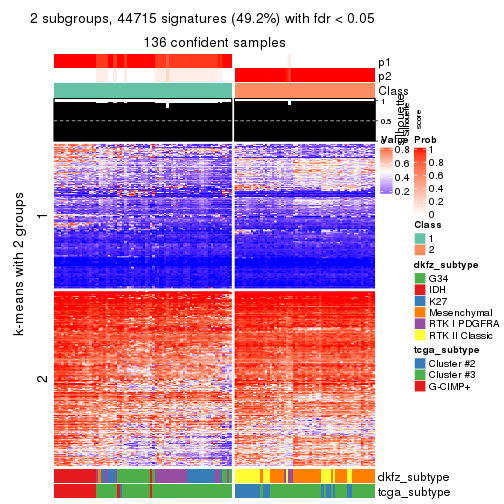 2 subgroups, 44715 signatures (49.2%) with fdr < 0.05
136 confident samples
p1
p2
Class
1
0.5
silhouette
Silhouette
score
k-means with 2 groups
1
2
Value
0.8
0.6
0.4
0.2
Prob
1
0.8
0.6
0.4
0.2
0
Class
1
2
dkfz_subtype
G34
IDH
K27
Mesenchymal
RTK I PDGFRA
RTK II Classic
tcga_subtype
Cluster #2
Cluster #3
G-CIMP+
dkfz_subtype
tcga_subtype